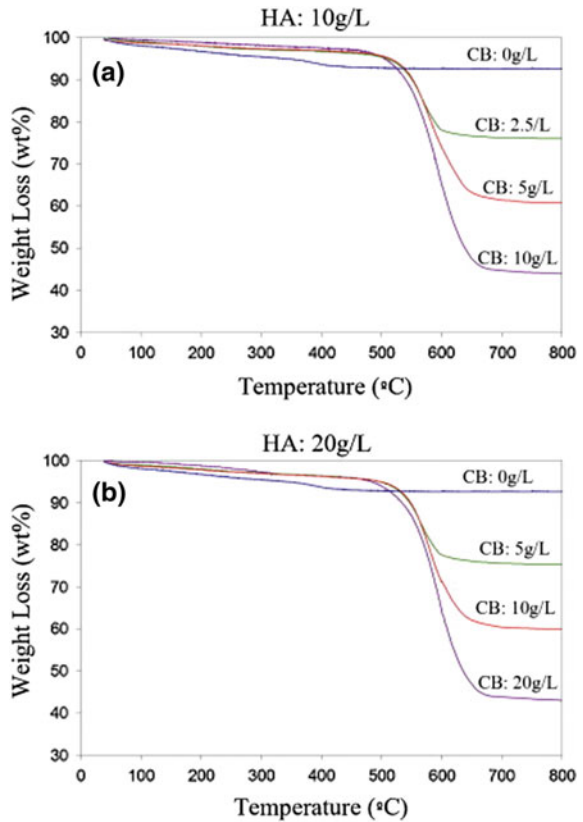 HA: 10g/L
(a)
Weight Loss (wt%)
100
90
80
70
60
50
40
30
CB: 0g/L
CB: 2.5/L
CB: 5g/L
CB: 10g/L
0 100 200 300 400 500 600 700 800
Temperature (ºC)
HA: 20g/L
(b)
Weight Loss (wt%)
100
90
80
70
60
50
40
30
CB: 0g/L
CB: 5g/L
CB: 10g/L
CB: 20g/L
0 100 200 300 400 500 600 700 800
Temperature (ºC)